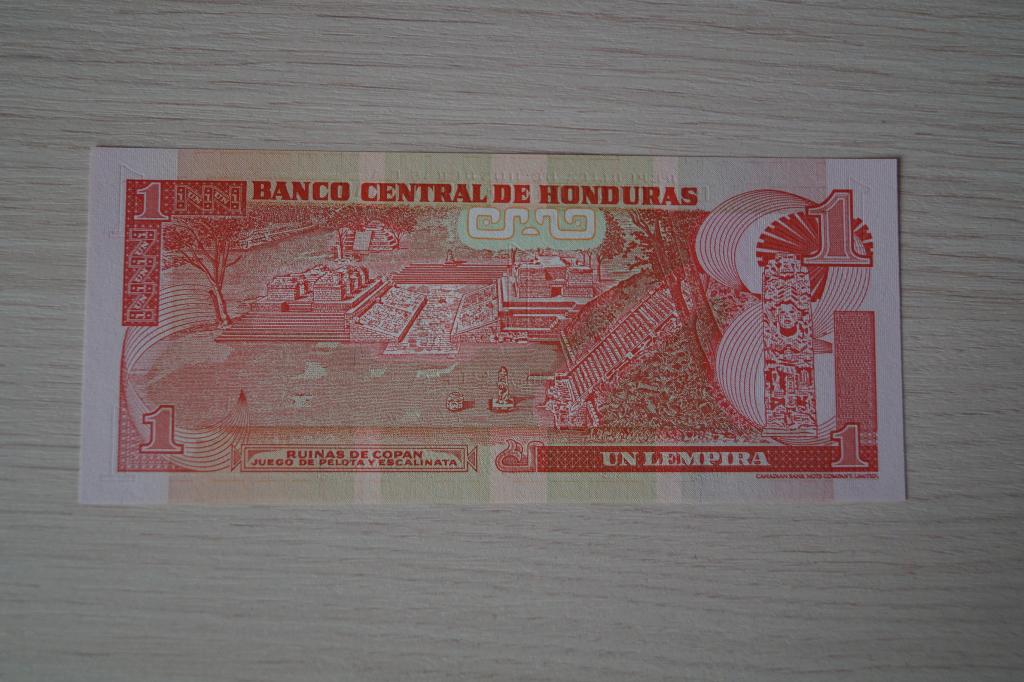 1 BANCO CENTRAL DE HONDURAS 1
1
RUINAS DE COPAN
JUEGO DE PELOTA Y ESCALINATA
UN LEMPIRA 1
CANADIAN BANK NOTE COMPANY, LIMITED